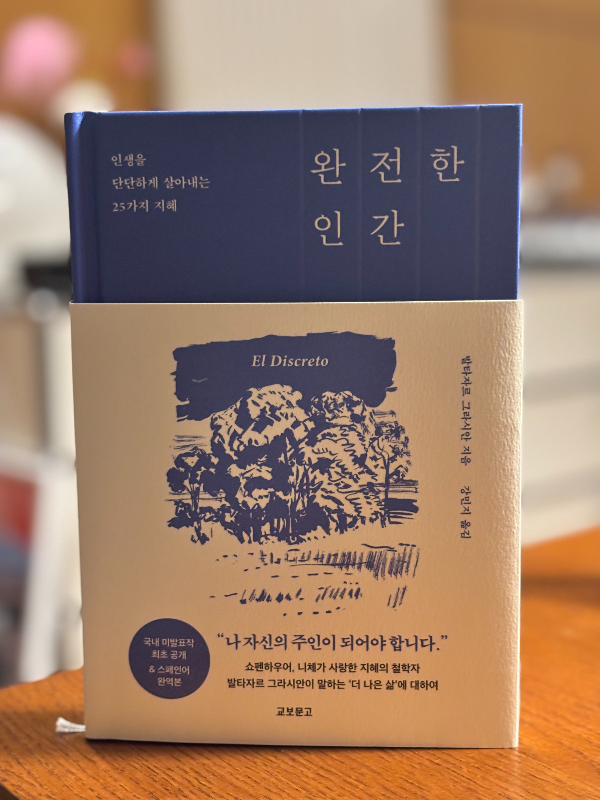 인생을
단단하게 살아내는
25가지 지혜
완전한
인간
El Discreto
발타자르 그라시안 지음
강민지 옮김
국내 미발표작
최초 공개
& 스페인어
완역본
“나 자신의 주인이 되어야 합니다.”
쇼펜하우어, 니체가 사랑한 지혜의 철학자
발타자르 그라시안이 말하는 '더 나은 삶'에 대하여
교보문고